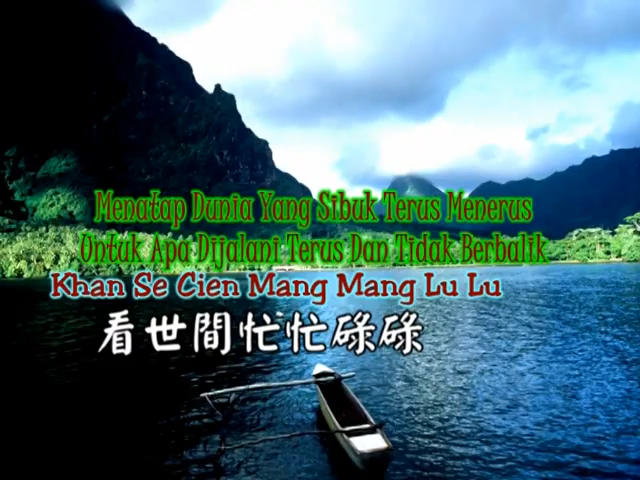 Menatap Dunia Yang Sibuk Terus Menerus
Untuk Apa Dijalani Terus Dan Tidak Berbalik
Khan Se Cien Mang Mang Lu Lu
看世間忙忙碌碌